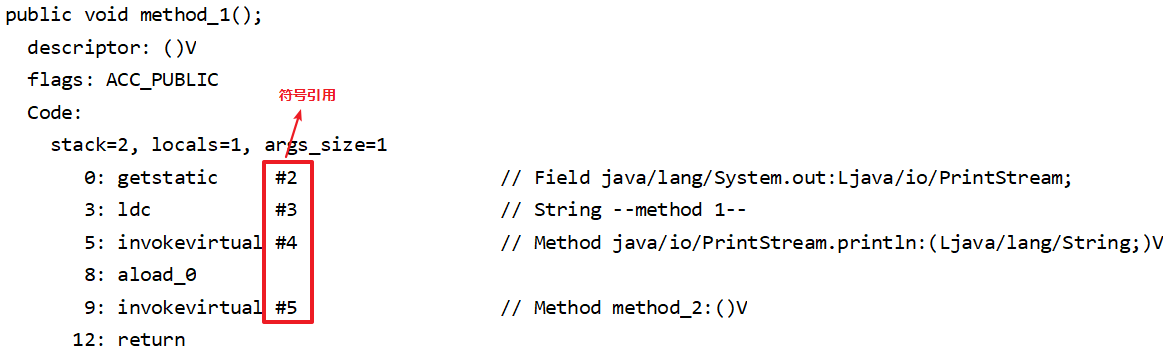 public void method_1();
descriptor: ()V
flags: ACC_PUBLIC
符号引用
Code:
stack=2, locals=1, args_size=1
0: getstatic #2 // Field java/lang/System.out:Ljava/io/PrintStream;
3: ldc #3 // String --method 1--
5: invokevirtual #4 // Method java/io/PrintStream.println:(Ljava/lang/String;)V
8: aload_0
9: invokevirtual #5 // Method method_2:()V
12: return